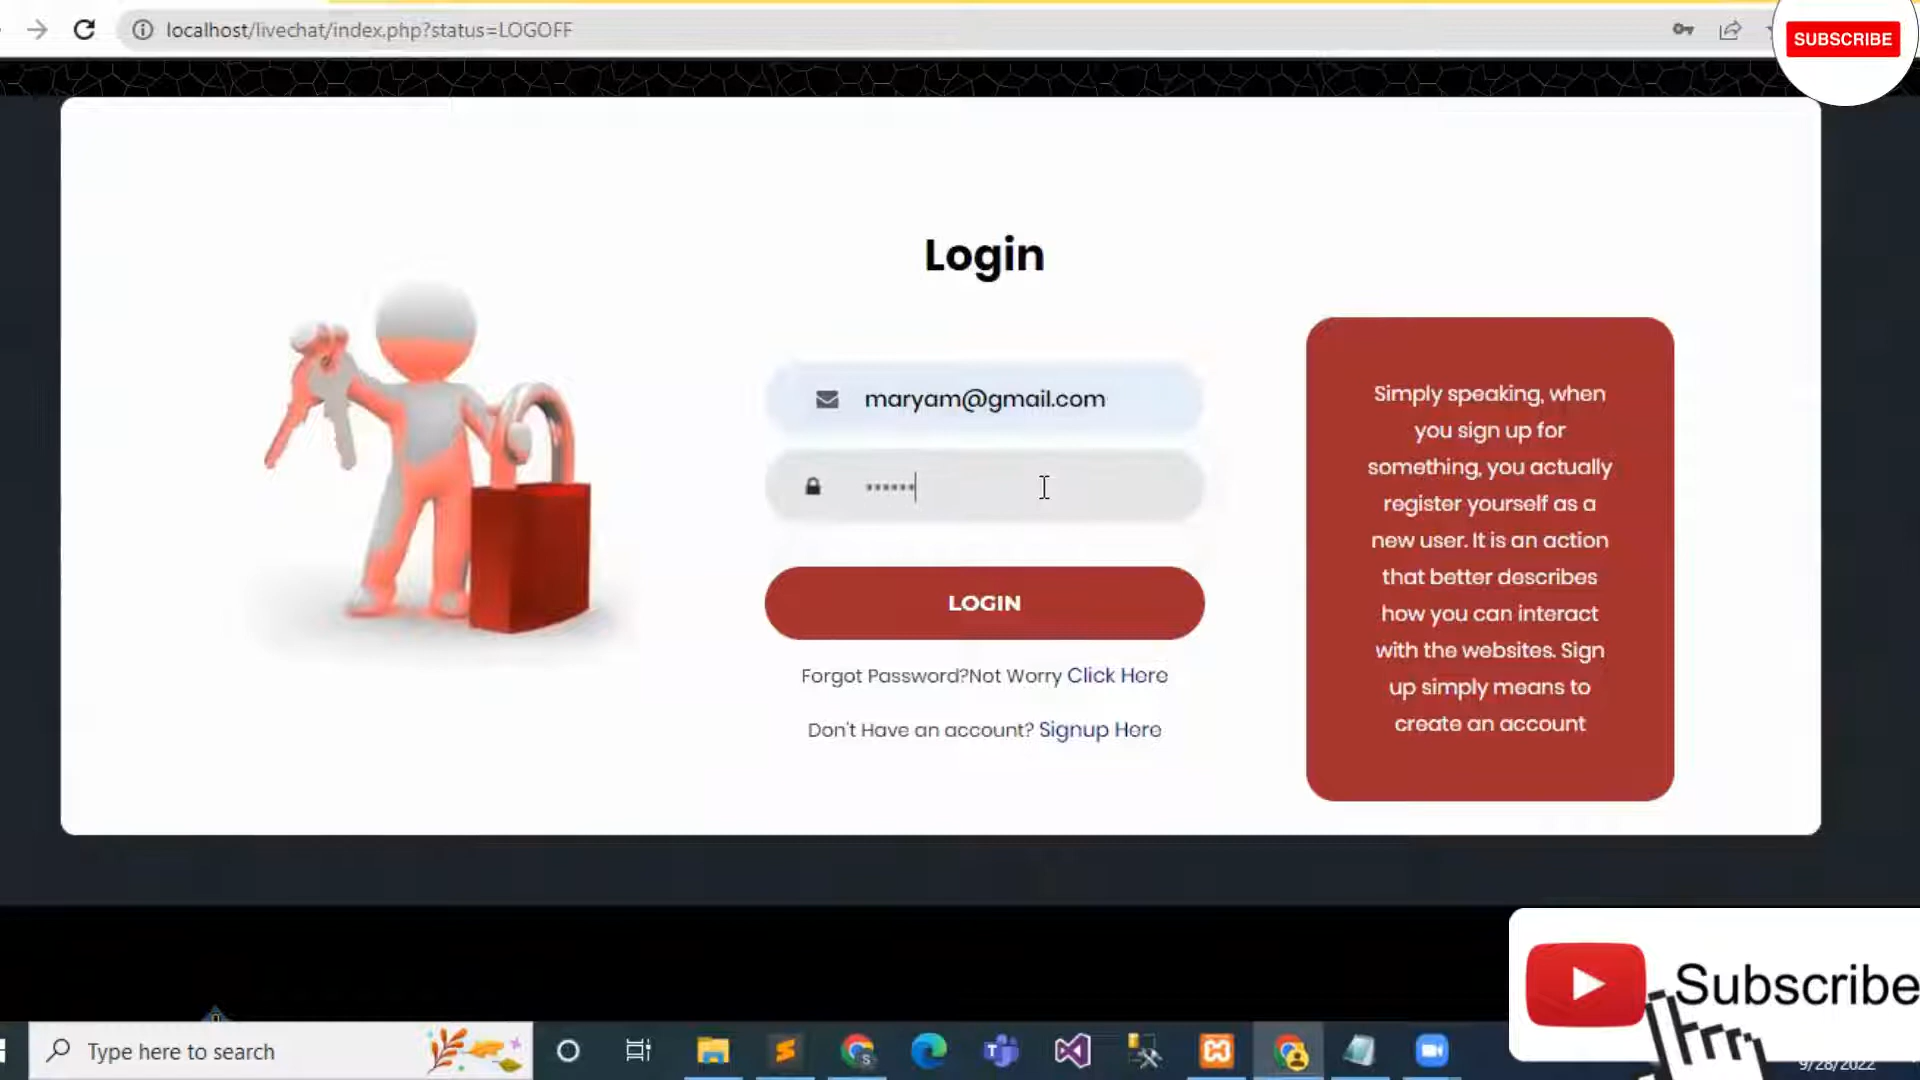 localhost/livechat/index.php?status=LOGOFF
SUBSCRIBE
Login
maryam@gmail.com
LOGIN
Forgot Password?Not Worry Click Here
Don't Have an account? Signup Here
Simply speaking, when
you sign up for
something, you actually
register yourself as a
new user. It is an action
that better describes
how you can interact
with the websites. Sign
up simply means to
create an account
Subscribe
Type here to search
9/28/2022